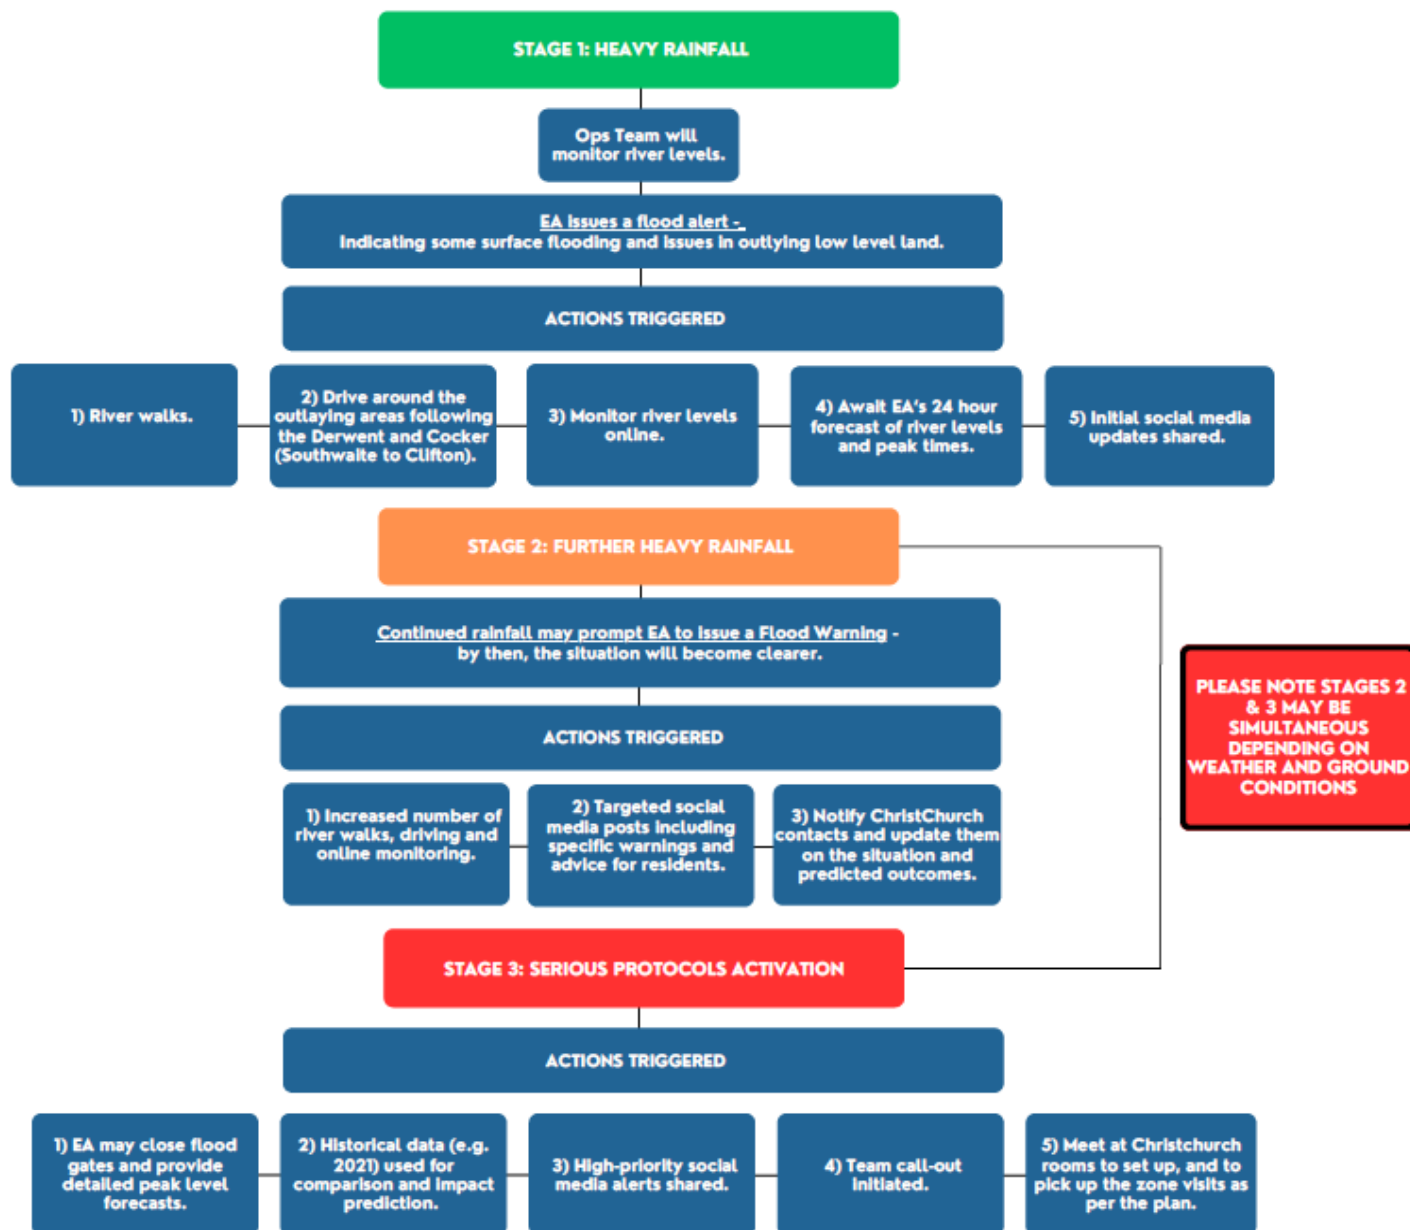 STAGE 1: HEAVY RAINFALL
Ops Team will
monitor river levels.
EA issues a flood alert -
Indicating some surface flooding and issues in outlying low level land.
ACTIONS TRIGGERED
1) River walks.
2) Drive around the
outlaying areas following
the Derwent and Cocker
(Southwaite to Clifton).
3) Monitor river levels
online.
4) Await EA's 24 hour
forecast of river levels
and peak times.
5) Initial social media
updates shared.
STAGE 2: FURTHER HEAVY RAINFALL
Continued rainfall may prompt EA to issue a Flood Warning -
by then, the situation will become clearer.
ACTIONS TRIGGERED
1) Increased number of
river walks, driving and
online monitoring.
2) Targeted social
media posts including
specific warnings and
advice for residents.
3) Notify ChristChurch
contacts and update them
on the situation and
predicted outcomes.
PLEASE NOTE STAGES 2
& 3 MAY BE
SIMULTANEOUS
DEPENDING ON
WEATHER AND GROUND
CONDITIONS
STAGE 3: SERIOUS PROTOCOLS ACTIVATION
ACTIONS TRIGGERED
1) EA may close flood
gates and provide
detailed peak level
forecasts.
2) Historical data (e.g.
2021) used for
comparison and impact
prediction.
3) High-priority social
media alerts shared.
4) Team call-out
initiated.
5) Meet at Christchurch
rooms to set up, and to
pick up the zone visits as
per the plan.